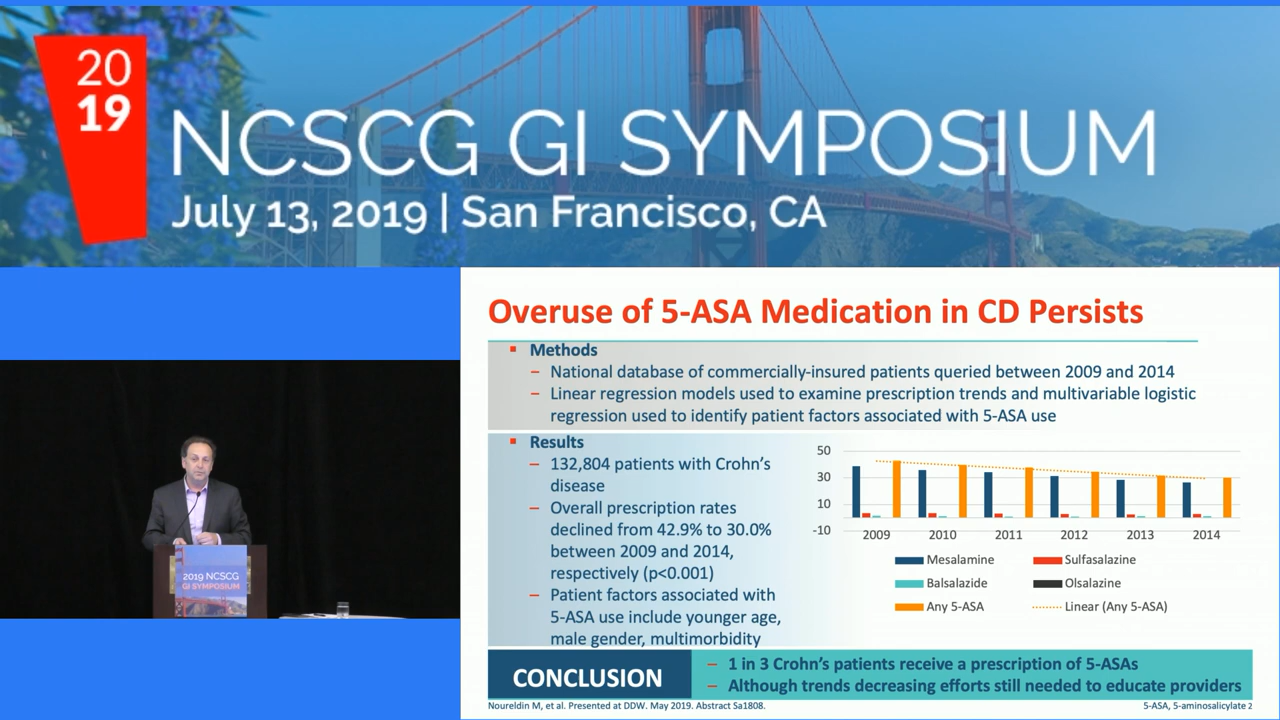 20
19
NCSCG GI SYMPOSIUM
July 13, 2019 | San Francisco, CA
2019 NCSCG
GI SYMPOSIUM
Overuse of 5-ASA Medication in CD Persists
▪ Methods
– National database of commercially-insured patients queried between 2009 and 2014
– Linear regression models used to examine prescription trends and multivariable logistic
regression used to identify patient factors associated with 5-ASA use
▪ Results
– 132,804 patients with Crohn's
disease
– Overall prescription rates
declined from 42.9% to 30.0%
between 2009 and 2014,
respectively (p<0.001)
– Patient factors associated with
5-ASA use include younger age,
male gender, multimorbidity
50
30
10
-10
2009 2010 2011 2012 2013 2014
Mesalamine Sulfasalazine
Balsalazide Olsalazine
Any 5-ASA Linear (Any 5-ASA)
CONCLUSION
– 1 in 3 Crohn's patients receive a prescription of 5-ASAs
– Although trends decreasing efforts still needed to educate providers
Noureldin M, et al. Presented at DDW. May 2019. Abstract Sa1808.
5-ASA, 5-aminosalicylate 2